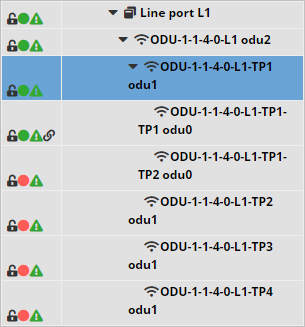 Line port L1
ODU-1-1-4-0-L1 odu2
ODU-1-1-4-0-L1-TP1
odu1
ODU-1-1-4-0-L1-TP1-
TP1 odu0
ODU-1-1-4-0-L1-TP1-
TP2 odu0
ODU-1-1-4-0-L1-TP2
odu1
ODU-1-1-4-0-L1-TP3
odu1
ODU-1-1-4-0-L1-TP4
odu1